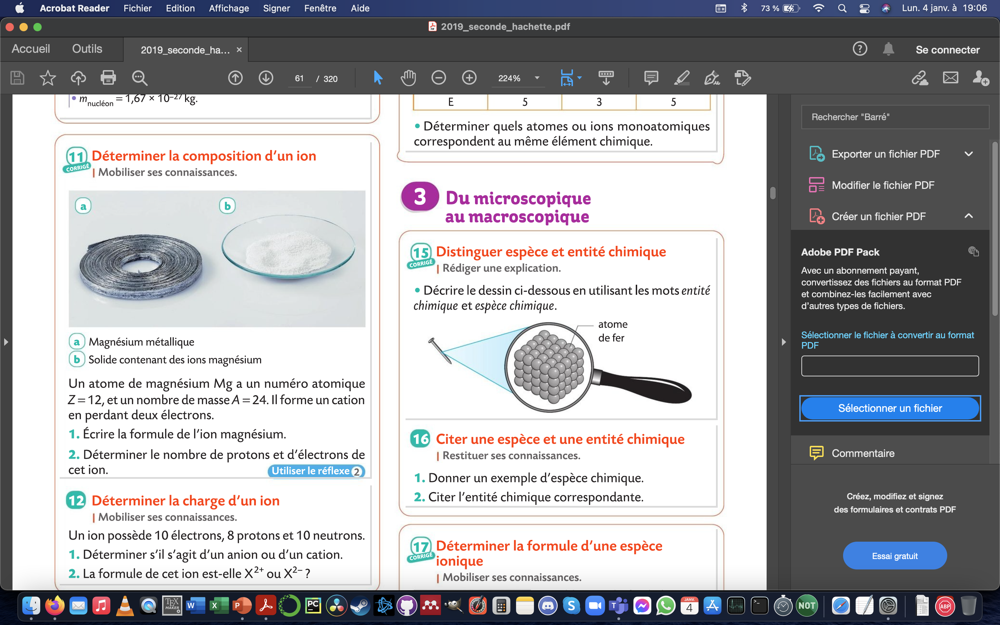 Acrobat Reader Fichier Edition Affichage Signer Fenêtre Aide
73 % Lun. 4 janv. à 19:06
2019_seconde_hachette.pdf
Accueil Outils 2019_seconde_ha... × Se connecter
61 / 320 224%
• m nucléon = 1,67 × 10–27 kg.
11 Déterminer la composition d'un ion
CORRIGÉ
| Mobiliser ses connaissances.
a b
a Magnésium métallique
b Solide contenant des ions magnésium
Un atome de magnésium Mg a un numéro atomique
Z = 12, et un nombre de masse A = 24. Il forme un cation
en perdant deux électrons.
1. Écrire la formule de l'ion magnésium.
2. Déterminer le nombre de protons et d'électrons de
cet ion. Utiliser le réflexe 2
12 Déterminer la charge d'un ion
| Mobiliser ses connaissances.
Un ion possède 10 électrons, 8 protons et 10 neutrons.
1. Déterminer s'il s'agit d'un anion ou d'un cation.
2. La formule de cet ion est-elle X2+ ou X2– ?
E 5 3 5
• Déterminer quels atomes ou ions monoatomiques
correspondent au même élément chimique.
3 Du microscopique
au macroscopique
15 Distinguer espèce et entité chimique
CORRIGÉ
| Rédiger une explication.
• Décrire le dessin ci-dessous en utilisant les mots entité
chimique et espèce chimique.
atome
de fer
16 Citer une espèce et une entité chimique
| Restituer ses connaissances.
1. Donner un exemple d'espèce chimique.
2. Citer l'entité chimique correspondante.
17 Déterminer la formule d'une espèce
CORRIGÉ
ionique
| Mobiliser ses connaissances.
Rechercher "Barré"
Exporter un fichier PDF
Modifier le fichier PDF
Créer un fichier PDF
Adobe PDF Pack
Avec un abonnement payant,
convertissez des fichiers au format PDF
et combinez-les facilement avec
d'autres types de fichiers.
Sélectionner le fichier à convertir au format
PDF
Sélectionner un fichier
Commentaire
Créez, modifiez et signez
des formulaires et contrats PDF
Essai gratuit
TEX MAKER W X P PC S T JANV. 4 NOT ABP